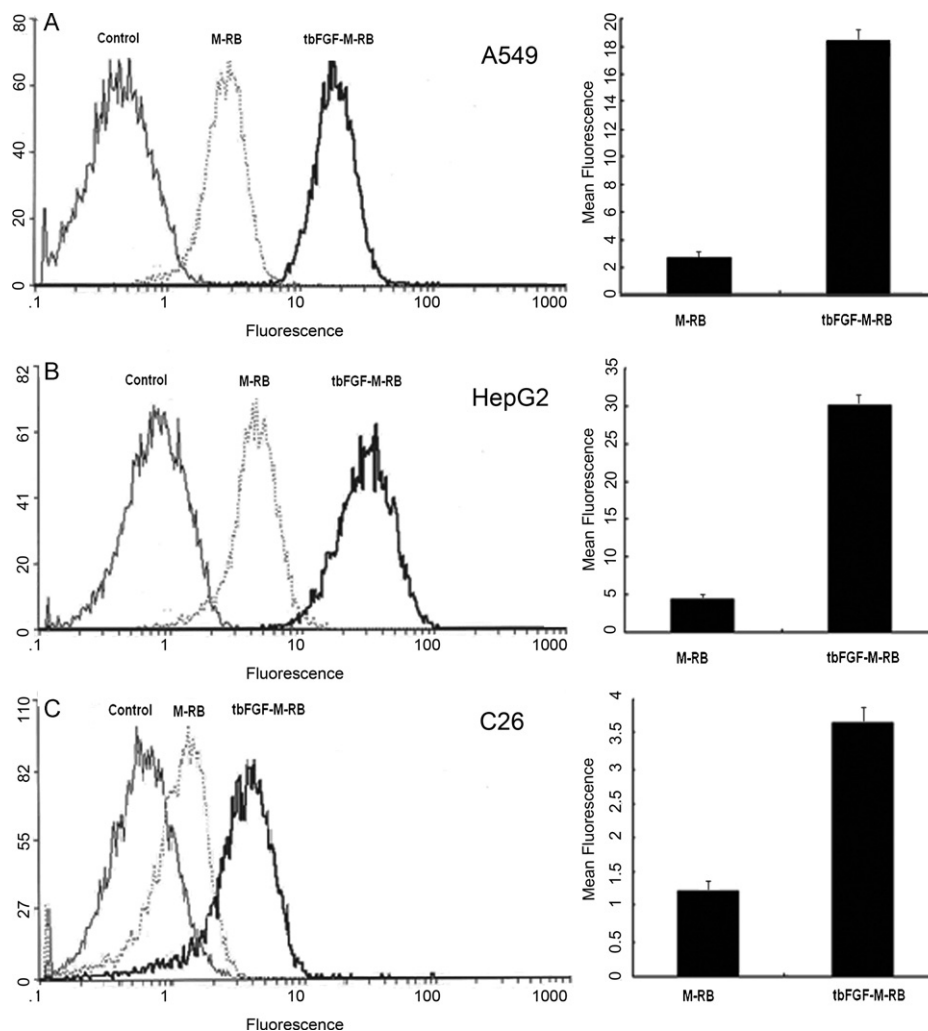 A
Control
M-RB
tbFGF-M-RB
A549
80
60
40
20
0
.1
1
10
100
1000
Fluorescence
Mean Fluorescence
20
18
16
14
12
10
8
6
4
2
0
M-RB
tbFGF-M-RB
B
Control
M-RB
tbFGF-M-RB
HepG2
82
61
41
20
0
.1
1
10
100
1000
Fluorescence
Mean Fluorescence
35
30
25
20
15
10
5
0
M-RB
tbFGF-M-RB
C
Control
M-RB
tbFGF-M-RB
C26
110
82
55
27
0
.1
1
10
100
1000
Fluorescence
Mean Fluorescence
4
3.5
3
2.5
2
1.5
1
0.5
0
M-RB
tbFGF-M-RB